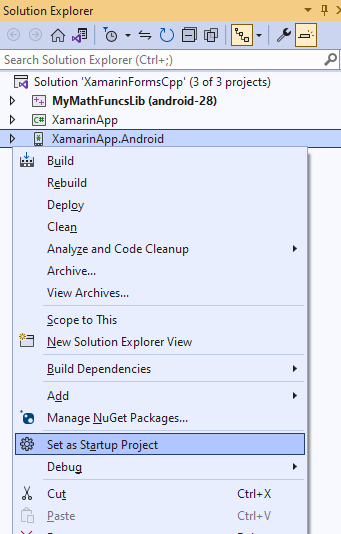 Solution Explorer
Search Solution Explorer (Ctrl+;)
Solution 'XamarinFormsCpp' (3 of 3 projects)
MyMathFuncsLib (android-28)
C# XamarinApp
XamarinApp.Android
Build
Rebuild
Deploy
Clean
Analyze and Code Cleanup
Archive...
View Archives...
Scope to This
New Solution Explorer View
Build Dependencies
Add
Manage NuGet Packages...
Set as Startup Project
Debug
Cut Ctrl+X
Paste Ctrl+V